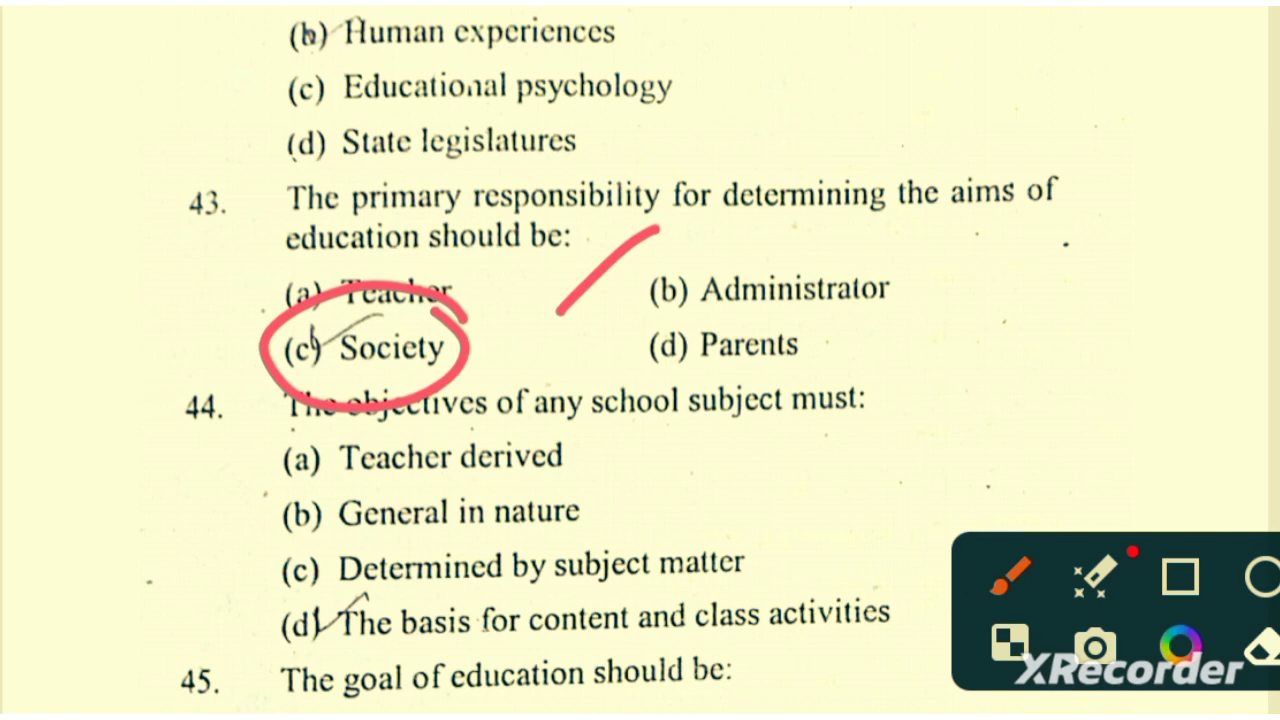 (b) Human experiences
(c) Educational psychology
(d) State legislatures
43. The primary responsibility for determining the aims of
education should be:
(a) Teacher (b) Administrator
(c) Society (d) Parents
44. The objectives of any school subject must:
(a) Teacher derived
(b) General in nature
(c) Determined by subject matter
(d) The basis for content and class activities
45. The goal of education should be:
XRecorder